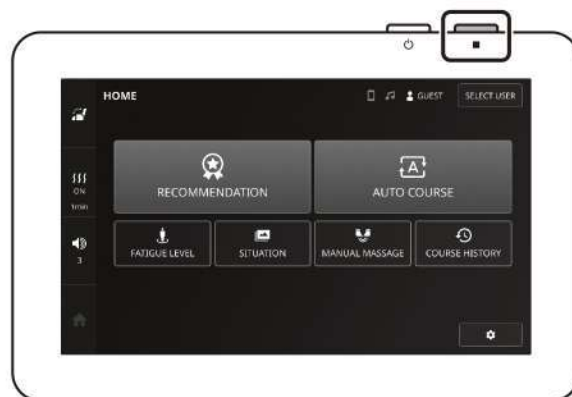 HOME
GUEST
SELECT USER
ON
RECOMMENDATION
A
AUTO COURSE
3
FATIGUE LEVEL
SITUATION
MANUAL MASSAGE
COURSE HISTORY